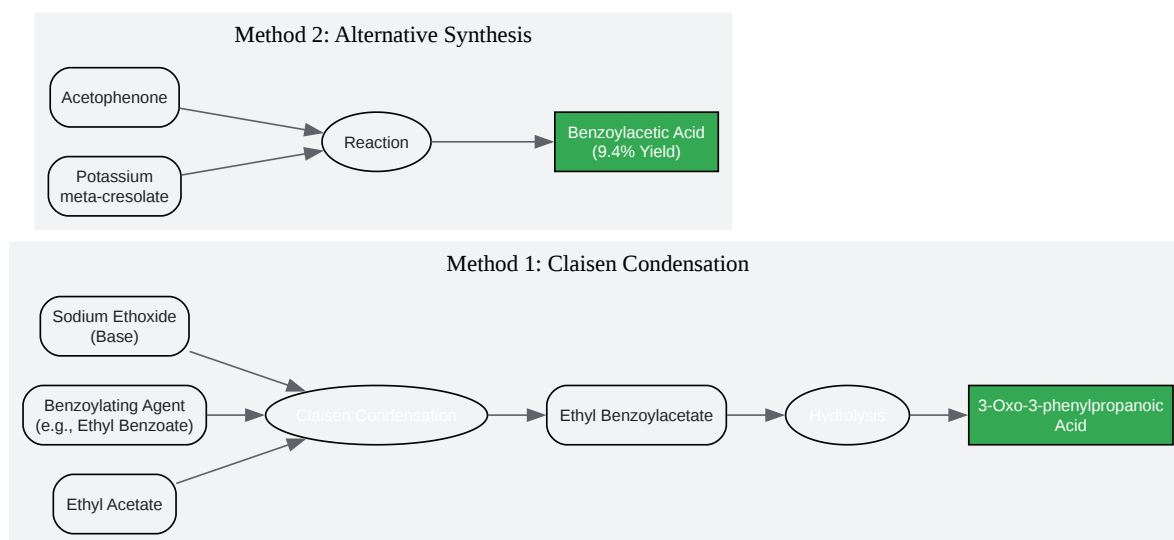 Method 2: Alternative Synthesis
Acetophenone
Potassium
meta-cresolate
Reaction
Benzoylacetic Acid
(9.4% Yield)
Method 1: Claisen Condensation
Sodium Ethoxide
(Base)
Benzoylating Agent
(e.g., Ethyl Benzoate)
Ethyl Acetate
Claisen Condensation
Ethyl Benzoylacetate
Hydrolysis
3-Oxo-3-phenylpropanoic
Acid